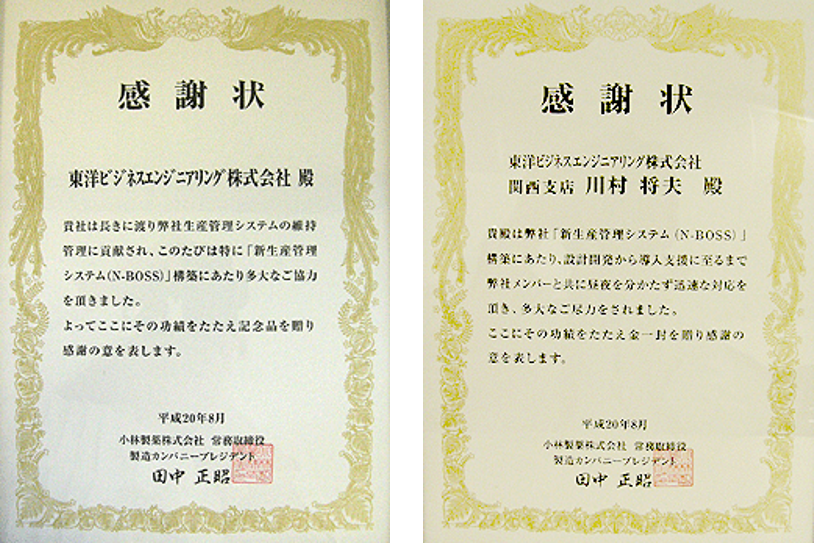 感謝状
東洋ビジネスエンジニアリング株式会社 殿
貴社は長きに渡り弊社生産管理システムの維持
管理に貢献され、このたびは特に「新生産管理
システム(N-BOSS)」構築にあたり多大なご協力
を頂きました。
よってここにその功績をたたえ記念品を贈り
感謝の意を表します。
平成20年8月
小林製薬株式会社 常務取締役
製造カンパニープレジデント
田中 正昭
感謝状
東洋ビジネスエンジニアリング株式会社
関西支店 川村 将夫 殿
貴殿は弊社「新生産管理システム(N-BOSS)」
構築にあたり、設計開発から導入支援に至るまで
弊社メンバーと共に昼夜を分かたず迅速な対応を
頂き、多大なご尽力をされました。
ここにその功績をたたえ金一封を贈り感謝の
意を表します。
平成20年8月
小林製薬株式会社 常務取締役
製造カンパニープレジデント
田中 正昭